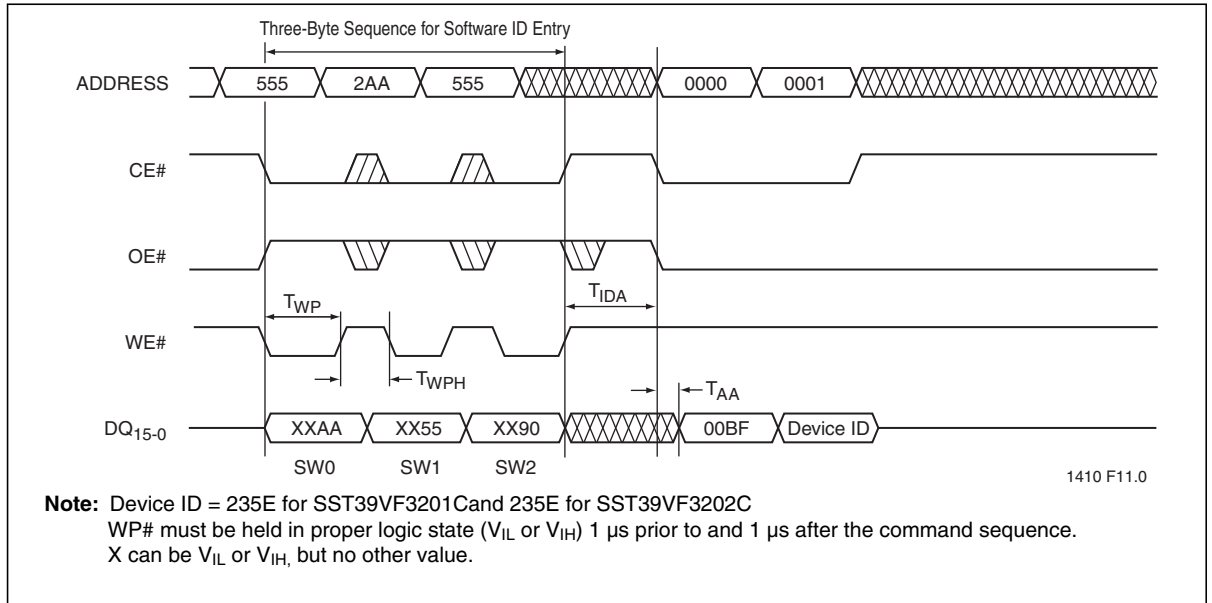 Three-Byte Sequence for Software ID Entry
ADDRESS 555 2AA 555 0000 0001
CE#
OE#
TWP TIDA
WE#
TWPH TAA
DQ15-0 XXAA XX55 XX90 00BF Device ID
SW0 SW1 SW2
1410 F11.0
Note: Device ID = 235E for SST39VF3201Cand 235E for SST39VF3202C
WP# must be held in proper logic state (VIL or VIH) 1 µs prior to and 1 µs after the command sequence.
X can be VIL or VIH, but no other value.